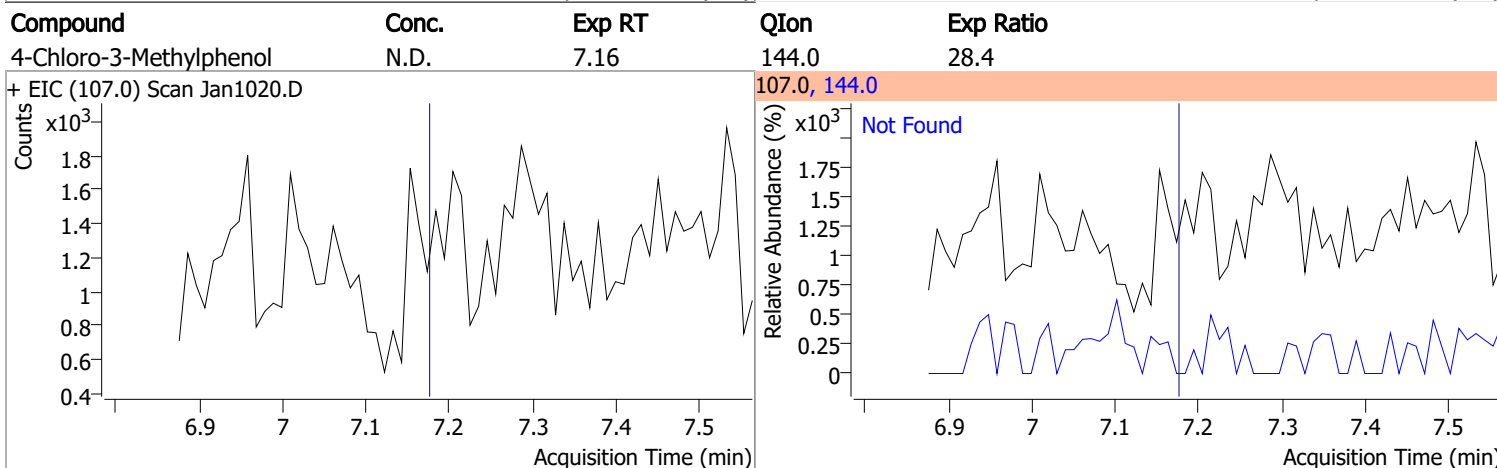 Compound Conc. Exp RT QIon Exp Ratio
4-Chloro-3-Methylphenol N.D. 7.16 144.0 28.4
+ EIC (107.0) Scan Jan1020.D
Counts
x10³
1.8
1.6
1.4
1.2
1
0.8
0.6
0.4
6.9 7 7.1 7.2 7.3 7.4 7.5
Acquisition Time (min)
107.0, 144.0
Relative Abundance (%)
x10³
Not Found
1.75
1.5
1.25
1
0.75
0.5
0.25
0
6.9 7 7.1 7.2 7.3 7.4 7.5
Acquisition Time (min)